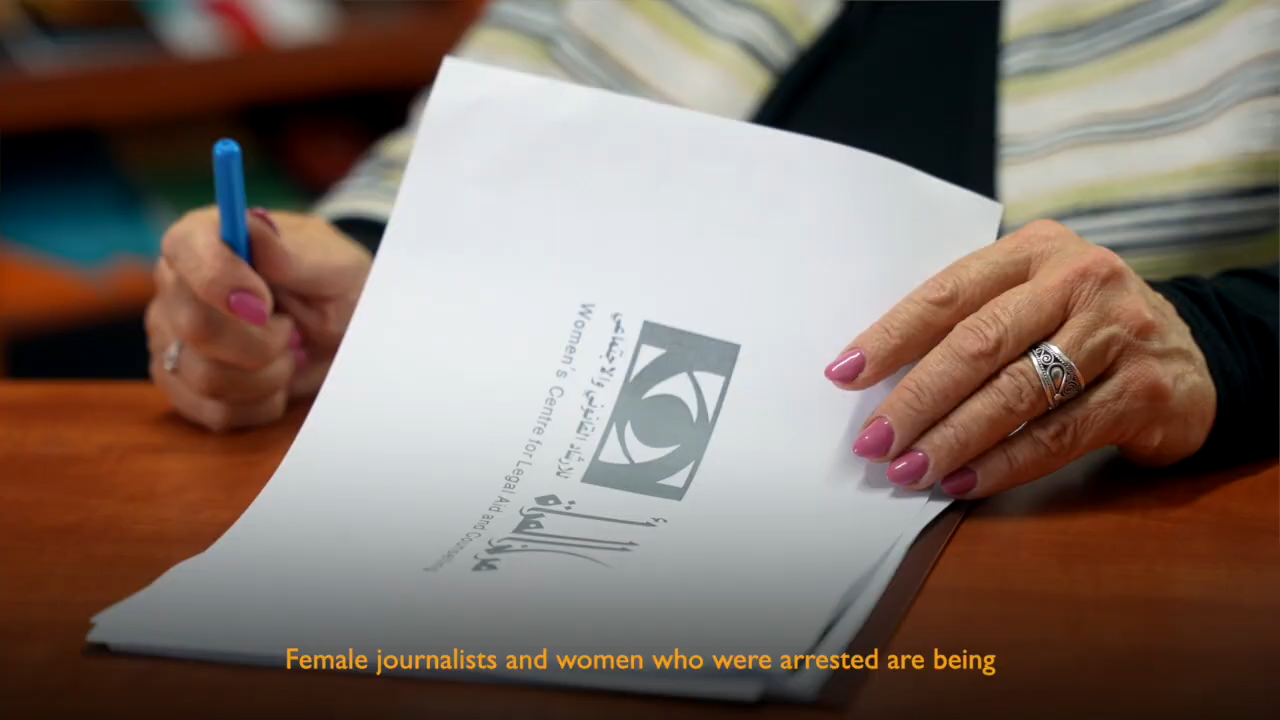 مركز المرأة
للارشاد القانوني والاجتماعي
Women's Centre for Legal Aid and Counselling
Female journalists and women who were arrested are being